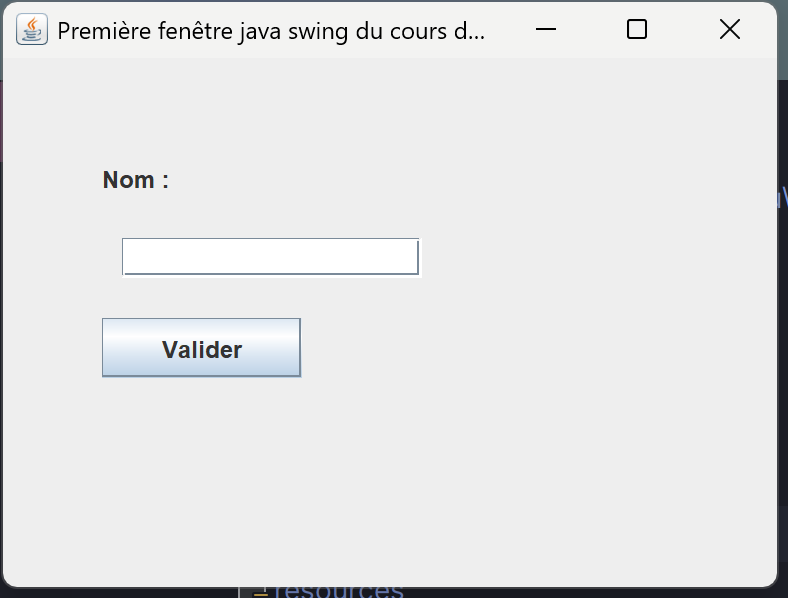 Première fenêtre java swing du cours d...
Nom :
Valider
resources